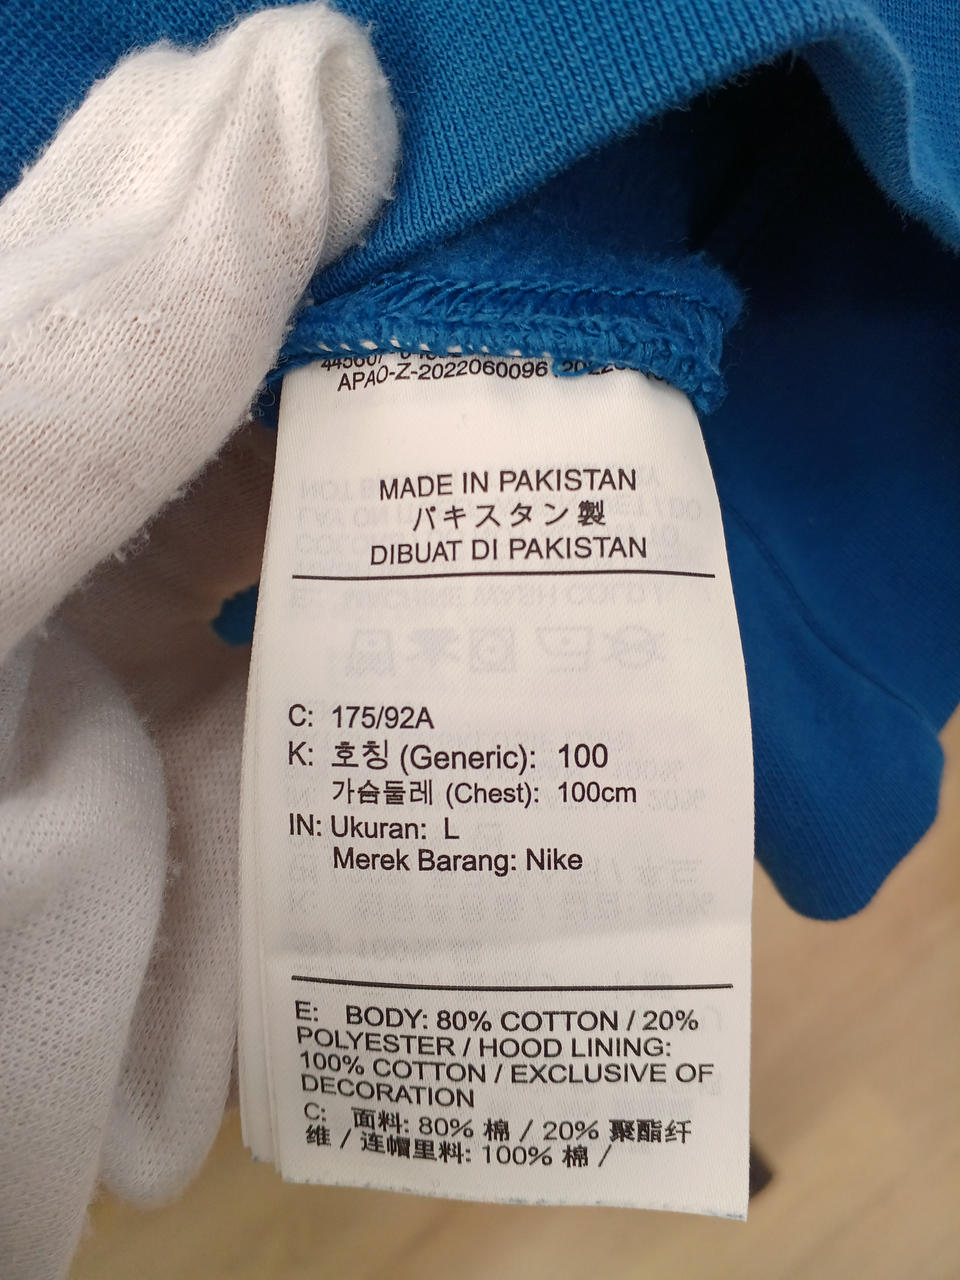 APAO-Z-2022060096
MADE IN PAKISTAN
パキスタン製
DIBUAT DI PAKISTAN
C: 175/92A
K: 호칭 (Generic): 100
가슴둘레 (Chest): 100cm
IN: Ukuran: L
Merek Barang: Nike
E: BODY: 80% COTTON / 20%
POLYESTER / HOOD LINING:
100% COTTON / EXCLUSIVE OF
DECORATION
C: 面料: 80% 棉 / 20% 聚酯纤
维 / 连帽里料: 100% 棉 /